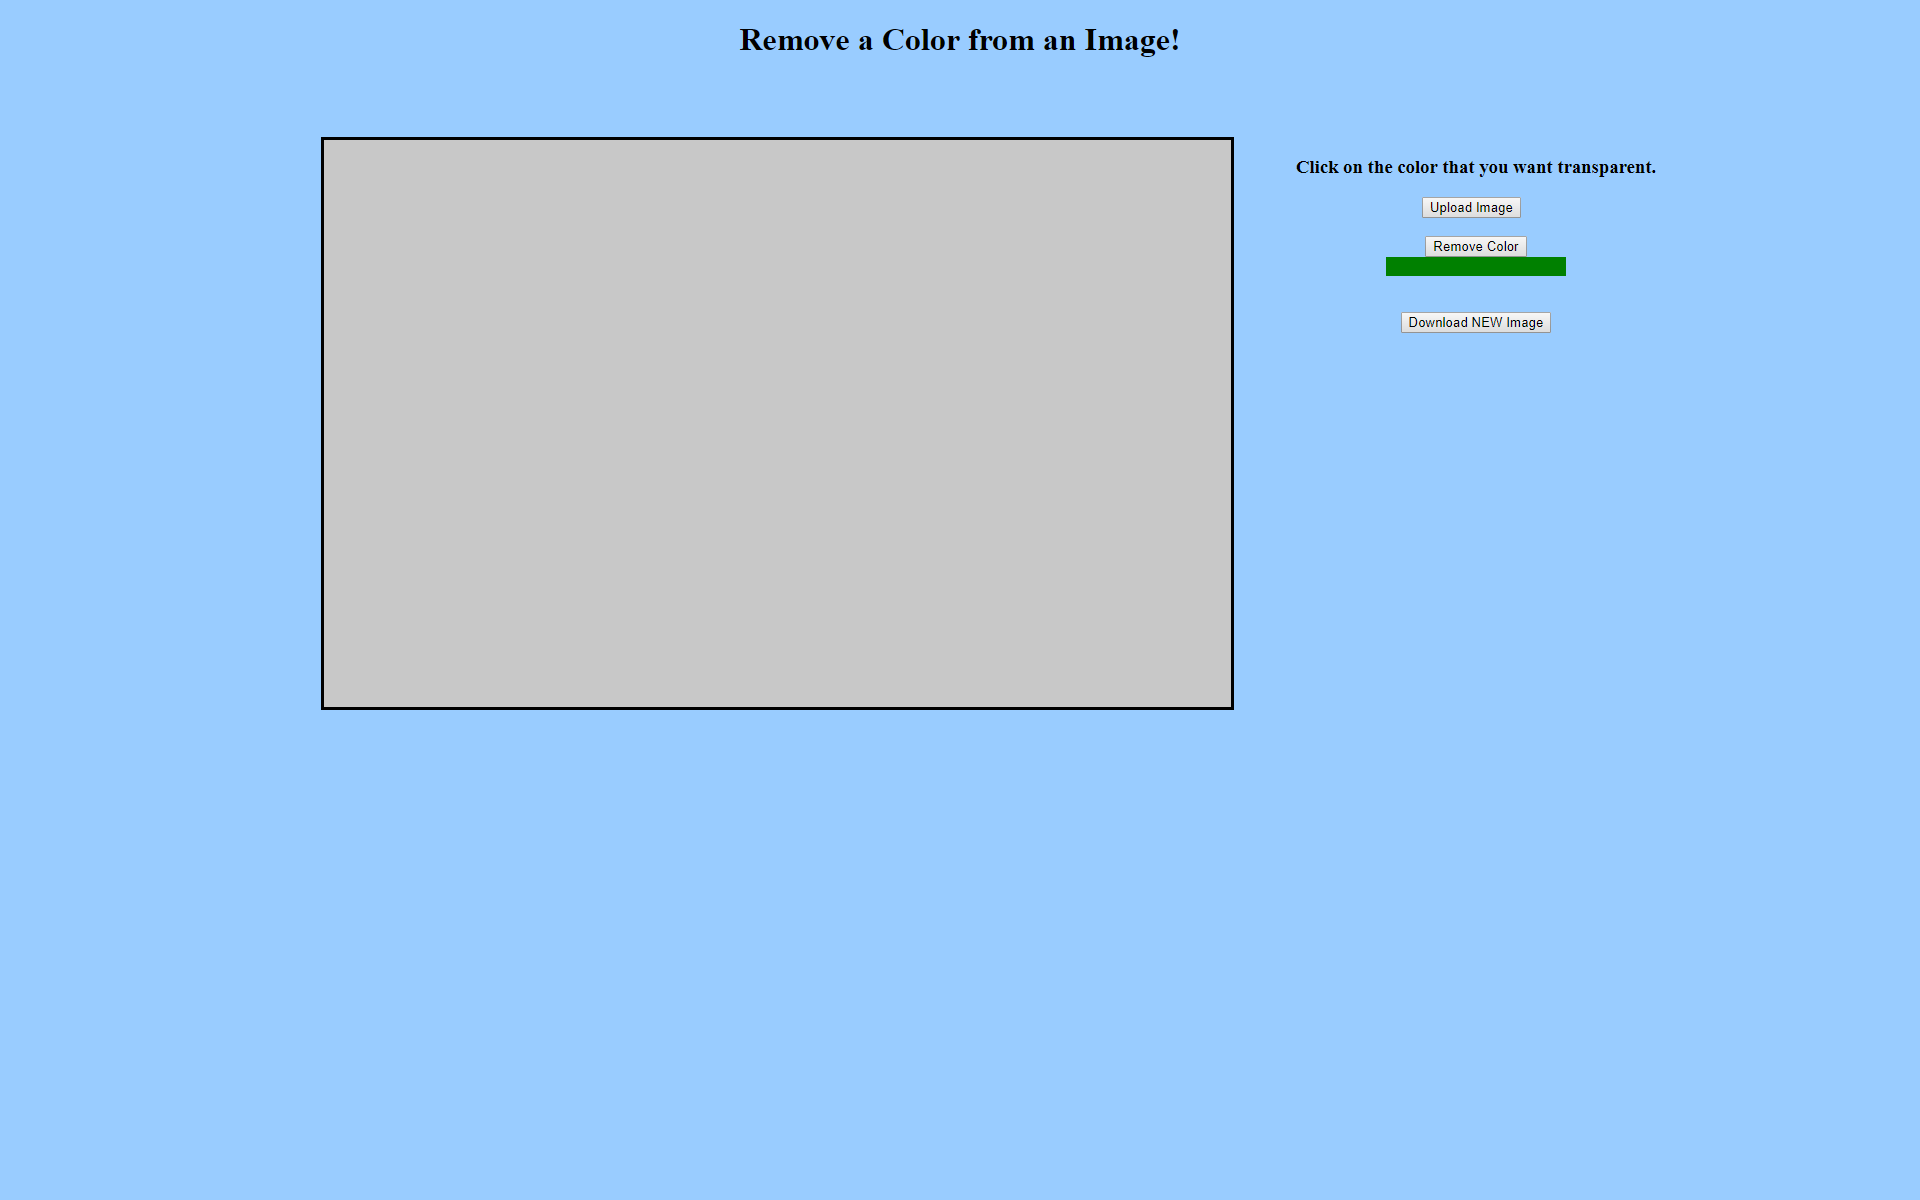 Remove a Color from an Image!
Click on the color that you want transparent.
Upload Image
Remove Color
Download NEW Image